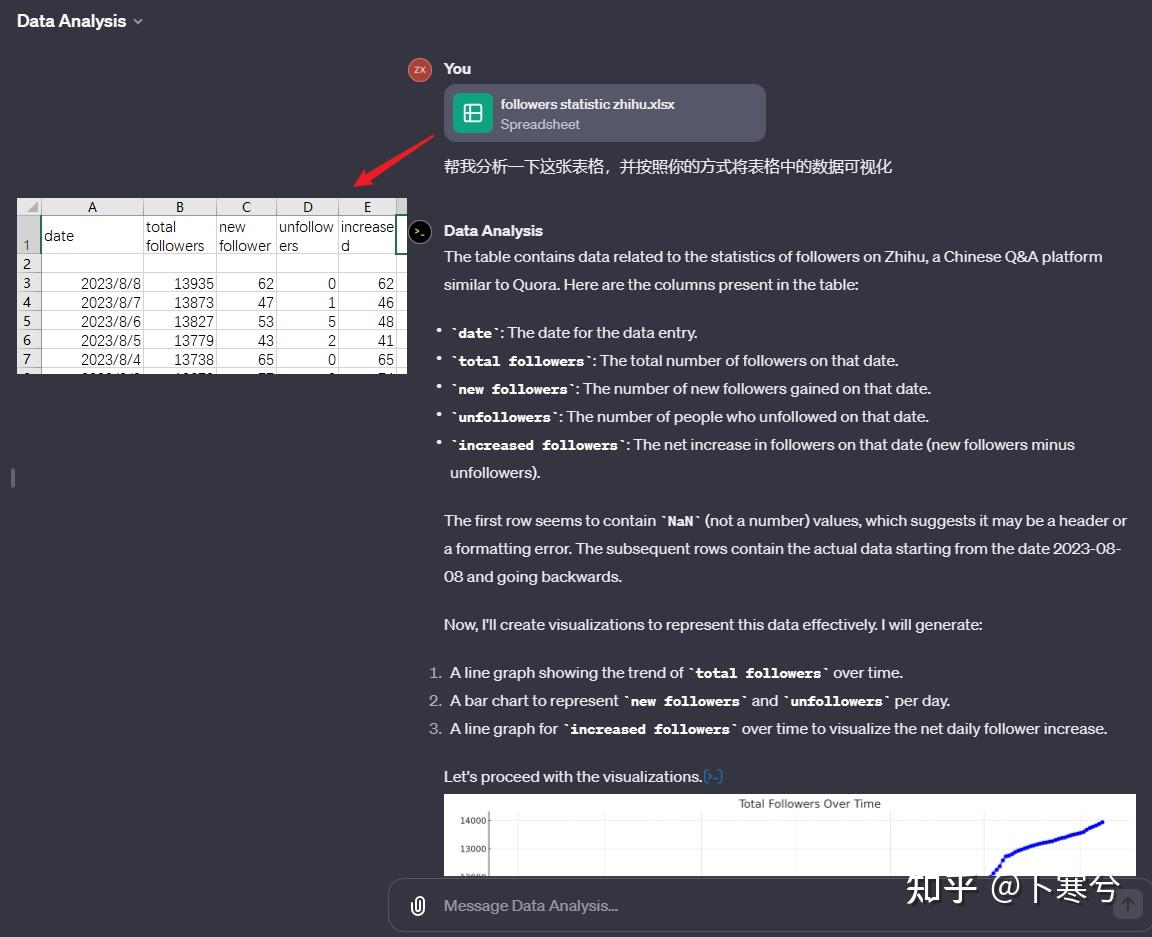 Data Analysis
ZX
You
followers statistic zhihu.xlsx
Spreadsheet
帮我分析一下这张表格，并按照你的方式将表格中的数据可视化
A B C D E
1 date total followers new follower unfollow ers increase d
2
3 2023/8/8 13935 62 0 62
4 2023/8/7 13873 47 1 46
5 2023/8/6 13827 53 5 48
6 2023/8/5 13779 43 2 41
7 2023/8/4 13738 65 0 65
Data Analysis
The table contains data related to the statistics of followers on Zhihu, a Chinese Q&A platform
similar to Quora. Here are the columns present in the table:
• `date`: The date for the data entry.
• `total followers`: The total number of followers on that date.
• `new followers`: The number of new followers gained on that date.
• `unfollowers`: The number of people who unfollowed on that date.
• `increased followers`: The net increase in followers on that date (new followers minus
unfollowers).
The first row seems to contain `NaN` (not a number) values, which suggests it may be a header or
a formatting error. The subsequent rows contain the actual data starting from the date 2023-08-
08 and going backwards.
Now, I'll create visualizations to represent this data effectively. I will generate:
1. A line graph showing the trend of `total followers` over time.
2. A bar chart to represent `new followers` and `unfollowers` per day.
3. A line graph for `increased followers` over time to visualize the net daily follower increase.
Let's proceed with the visualizations.
Total Followers Over Time
14000
13000
知乎 @卞寒兮
Message Data Analysis...